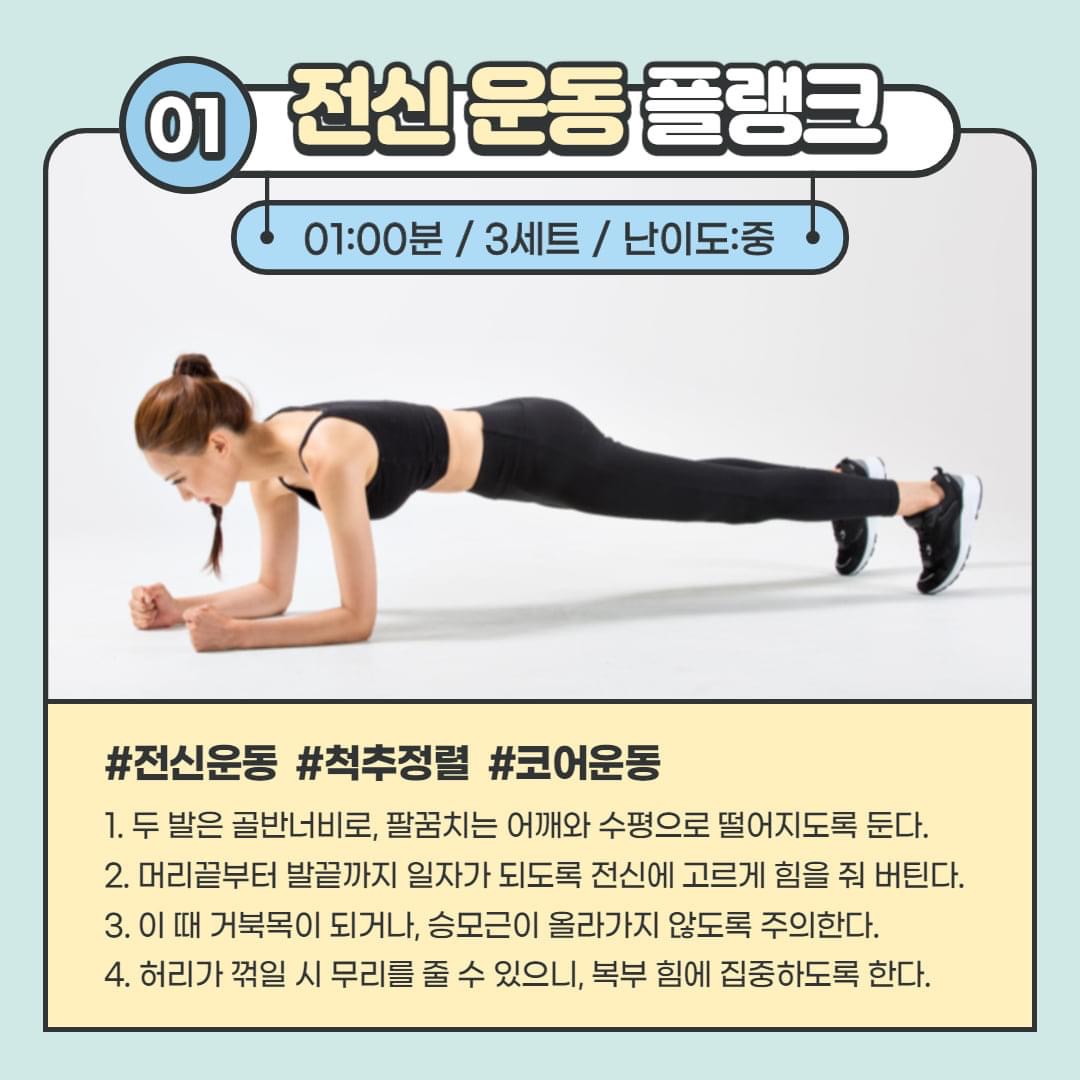 01
전신 운동 플랭크
01:00분 / 3세트 / 난이도:중
#전신운동 #척추정렬 #코어운동
1. 두 발은 골반너비로, 팔꿈치는 어깨와 수평으로 떨어지도록 둔다.
2. 머리끝부터 발끝까지 일자가 되도록 전신에 고르게 힘을 줘 버틴다.
3. 이 때 거북목이 되거나, 승모근이 올라가지 않도록 주의한다.
4. 허리가 꺾일 시 무리를 줄 수 있으니, 복부 힘에 집중하도록 한다.